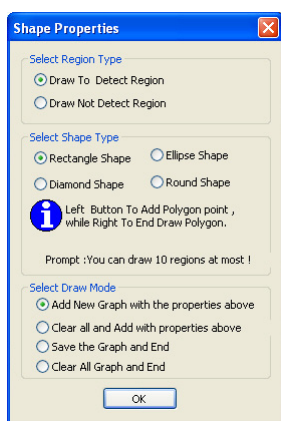 Shape Properties
Select Region Type
Draw To Detect Region
Draw Not Detect Region
Select Shape Type
Rectangle Shape
Ellipse Shape
Diamond Shape
Round Shape
Left Button To Add Polygon point ,
while Right To End Draw Polygon.
Prompt :You can draw 10 regions at most !
Select Draw Mode
Add New Graph with the properties above
Clear all and Add with properties above
Save the Graph and End
Clear All Graph and End
OK